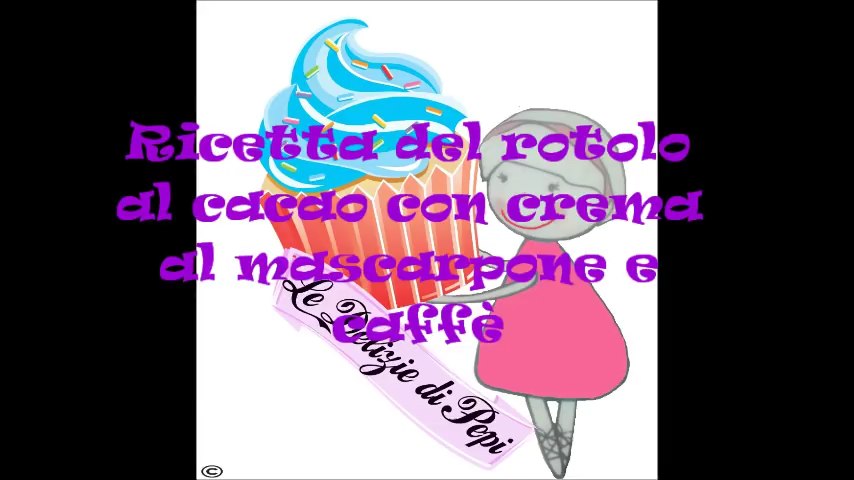 Ricetta del rotolo
al cacao con crema
al mascarpone e
caffè
Le Delizie di Pepi
©